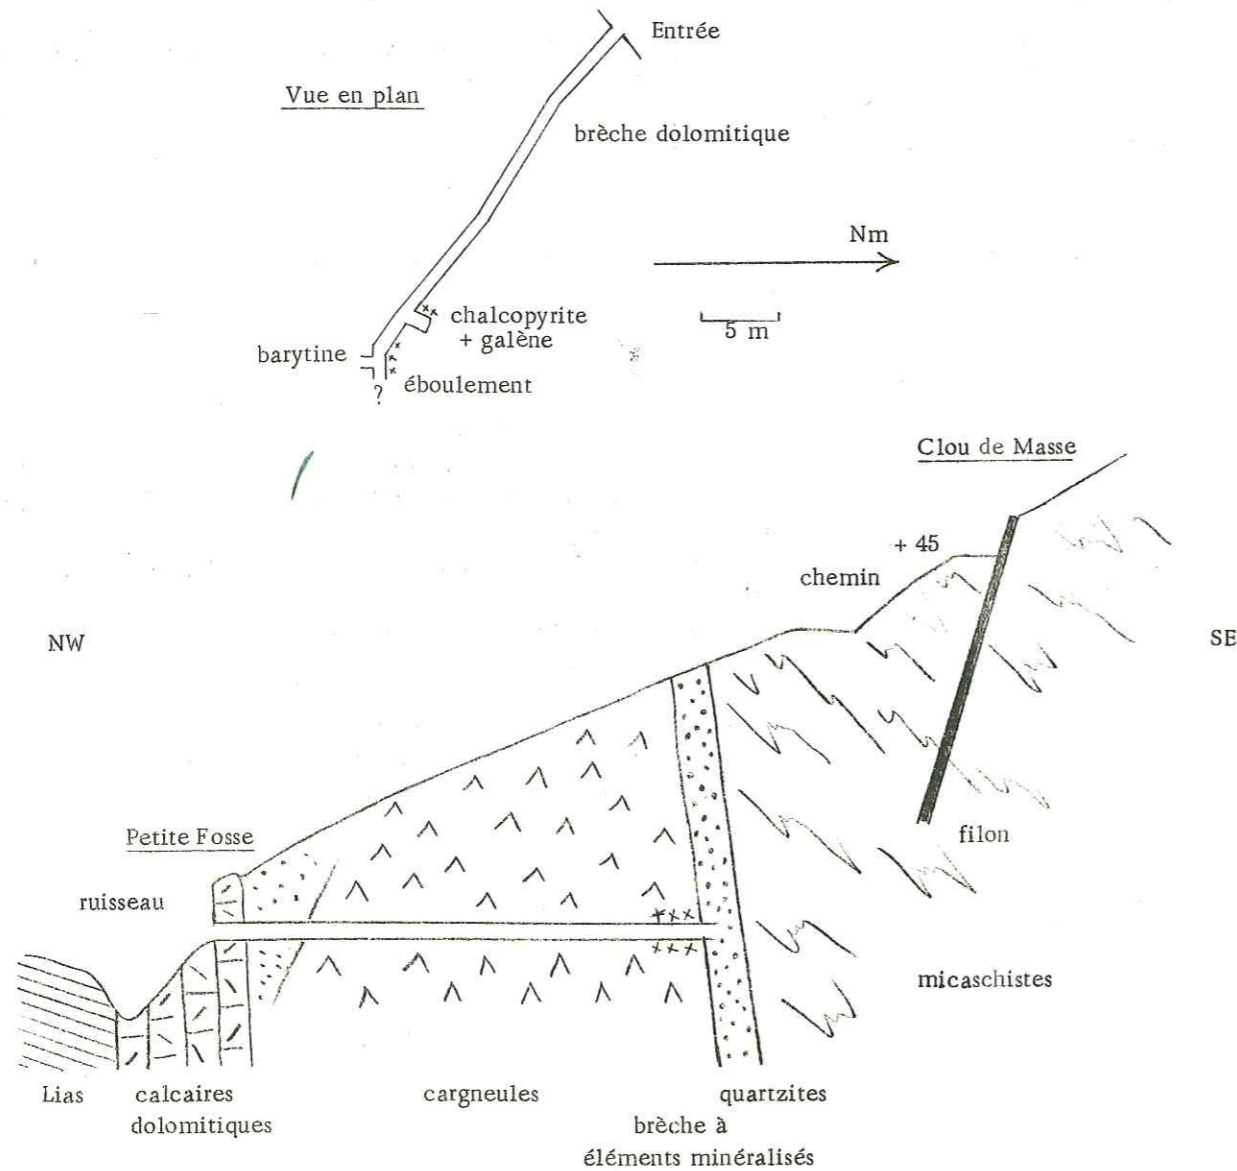 Entrée
Vue en plan
brèche dolomitique
Nm
5 m
chalcopyrite
+ galène
barytine
éboulement
?
Clou de Masse
+ 45
chemin
NW
SE
Petite Fosse
filon
ruisseau
micaschistes
Lias
calcaires
dolomitiques
cargneules
quartzites
brèche à
éléments minéralisés